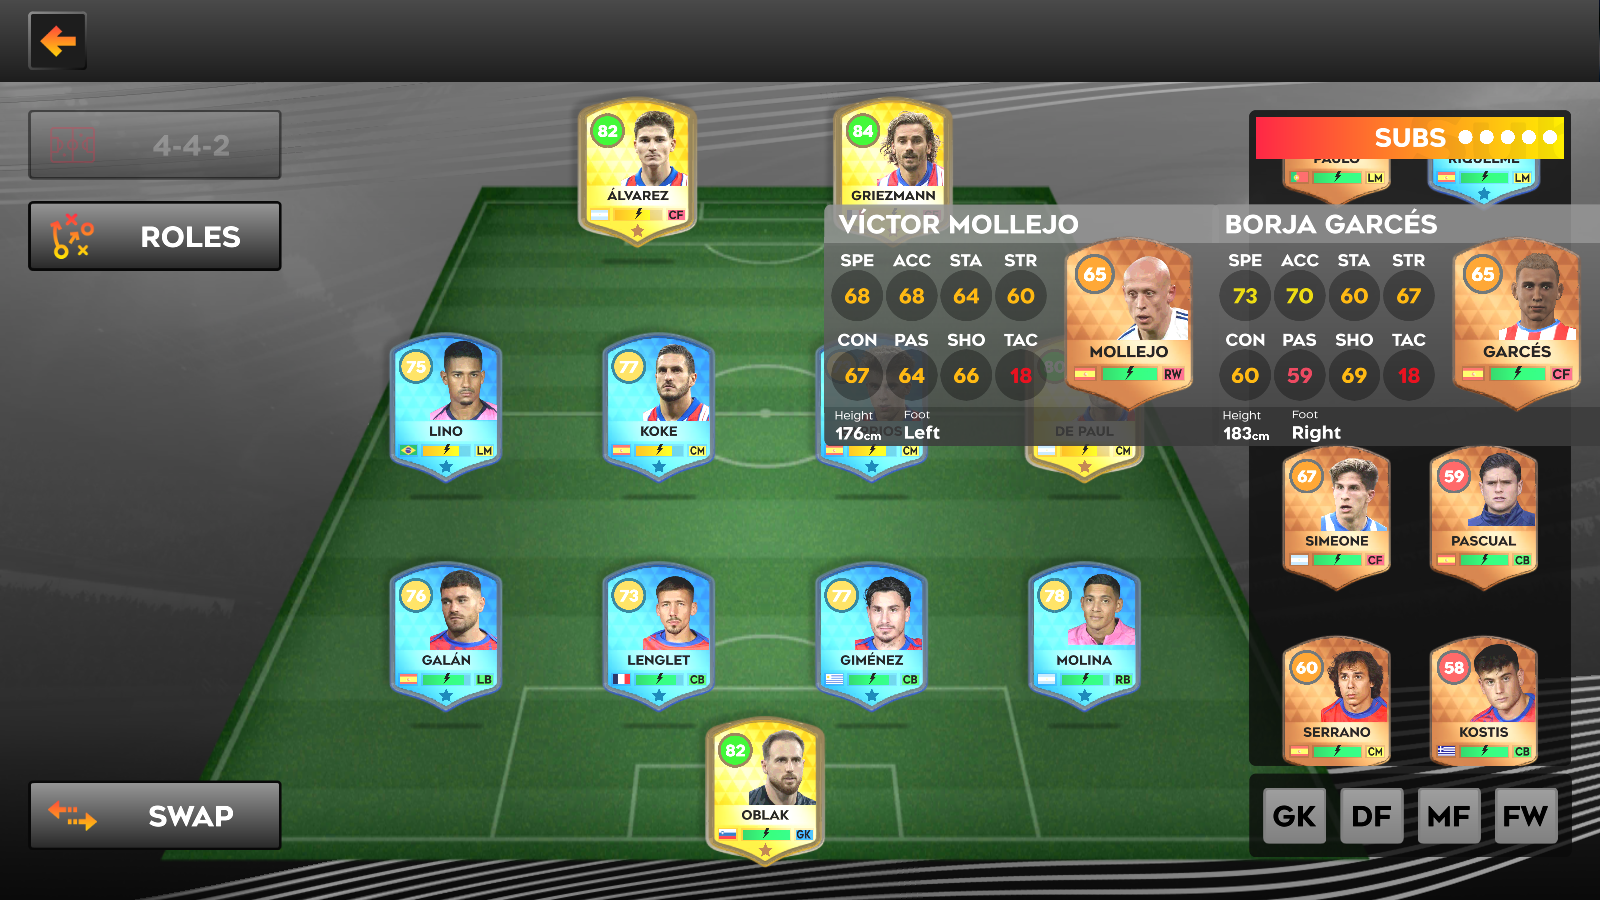 4-4-2
ROLES
SWAP
82
ÁLVAREZ
CF
84
GRIEZMANN
SUBS
PAULO
LM
RIQUELME
LM
VÍCTOR MOLLEJO
SPE ACC STA STR
68 68 64 60
CON PAS SHO TAC
67 64 66 18
Height Foot
176cm Left
65
MOLLEJO
RW
BORJA GARCÉS
SPE ACC STA STR
73 70 60 67
CON PAS SHO TAC
60 59 69 18
Height Foot
183cm Right
65
GARCÉS
CF
75
LINO
LM
77
KOKE
CM
CM
80
DE PAUL
CM
67
SIMEONE
CF
59
PASCUAL
CB
76
GALÁN
LB
73
LENGLET
CB
77
GIMÉNEZ
CB
78
MOLINA
RB
60
SERRANO
CM
58
KOSTIS
CB
82
OBLAK
GK
GK DF MF FW